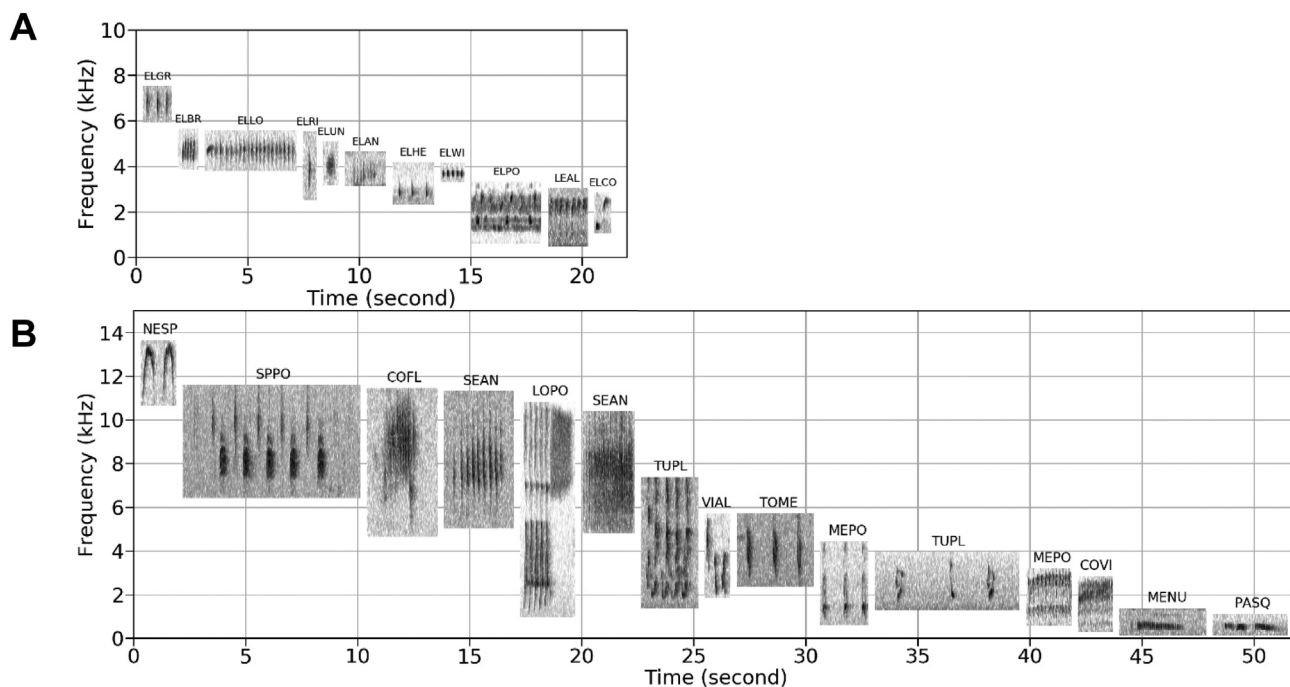 A
Frequency (kHz)
10
8
6
4
2
0
ELGR
ELBR
ELLO
ELRI
ELUN
ELAN
ELHE
ELWI
ELPO
LEAL
ELCO
0 5 10 15 20
Time (second)
B
Frequency (kHz)
14
12
10
8
6
4
2
0
NESP
SPPO
COFL
SEAN
LOPO
SEAN
TUPL
VIAL
TOME
MEPO
TUPL
MEPO
COVI
MENU
PASQ
0 5 10 15 20 25 30 35 40 45 50
Time (second)